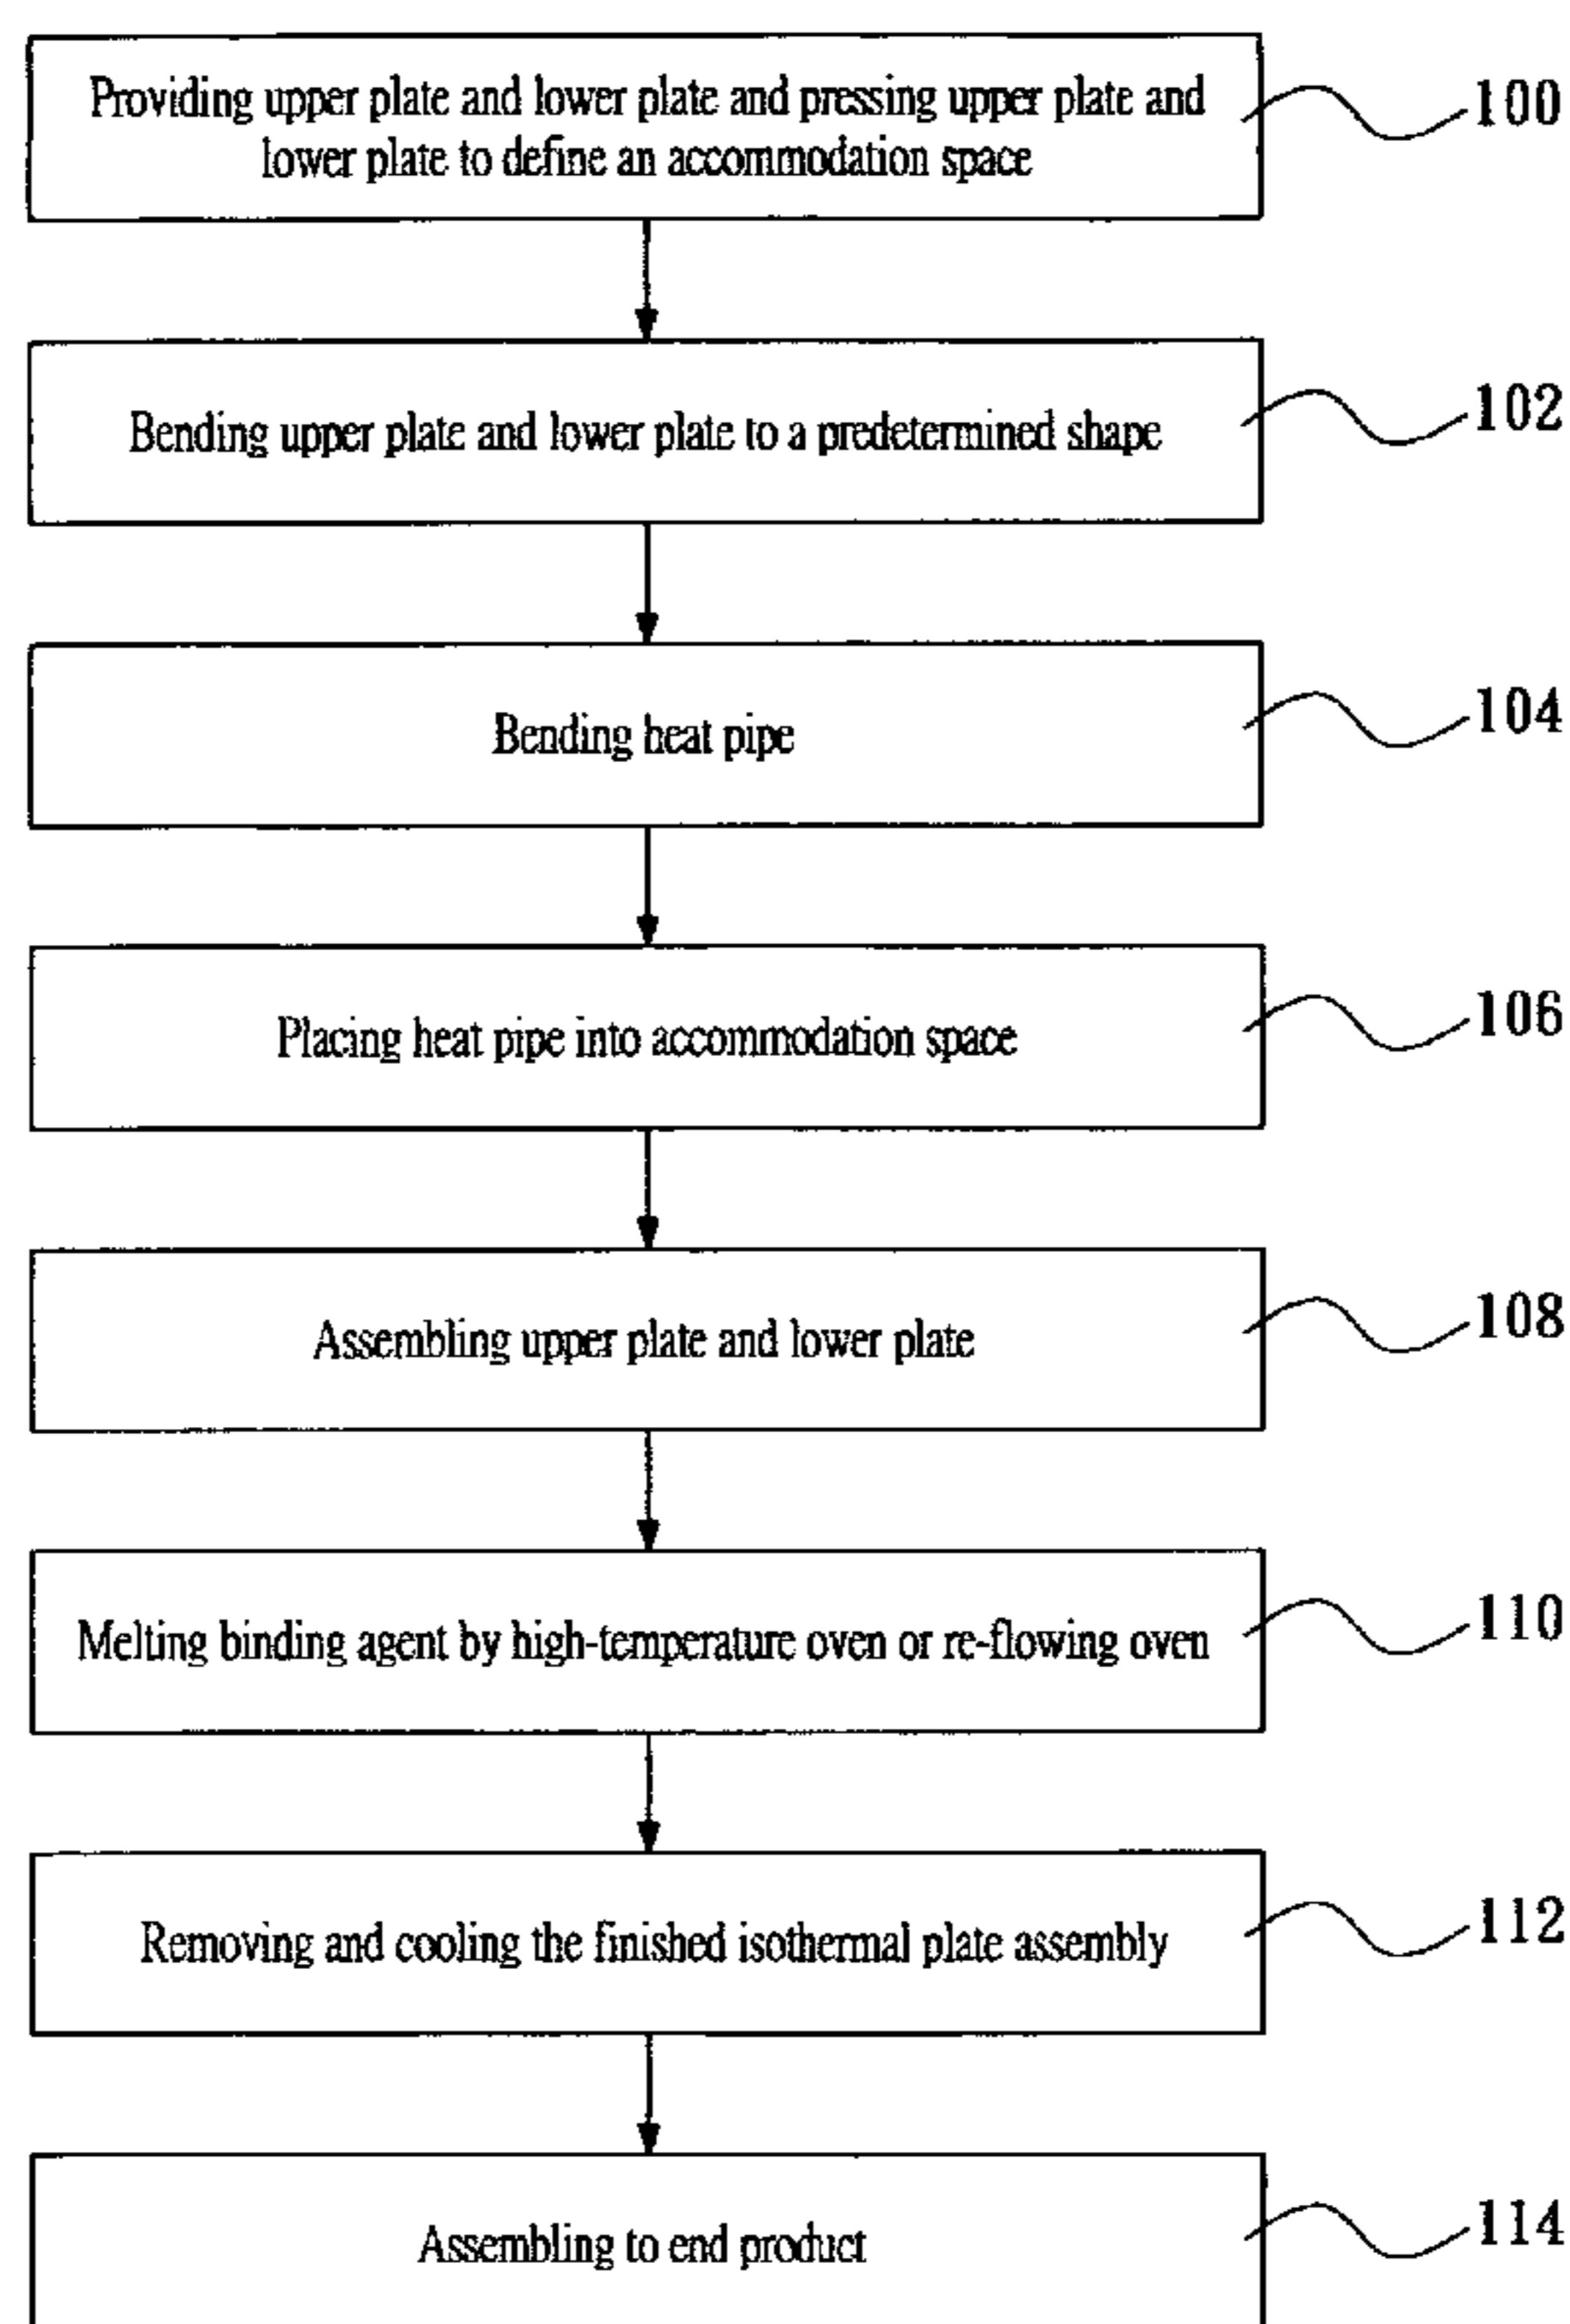 Providing upper plate and lower plate and pressing upper plate and
lower plate to define an accommodation space
100
Bending upper plate and lower plate to a predetermined shape
102
Bending heat pipe
104
Placing heat pipe into accommodation space
106
Assembling upper plate and lower plate
108
Melting binding agent by high-temperature oven or re-flowing oven
110
Removing and cooling the finished isothermal plate assembly
112
Assembling to end product
114